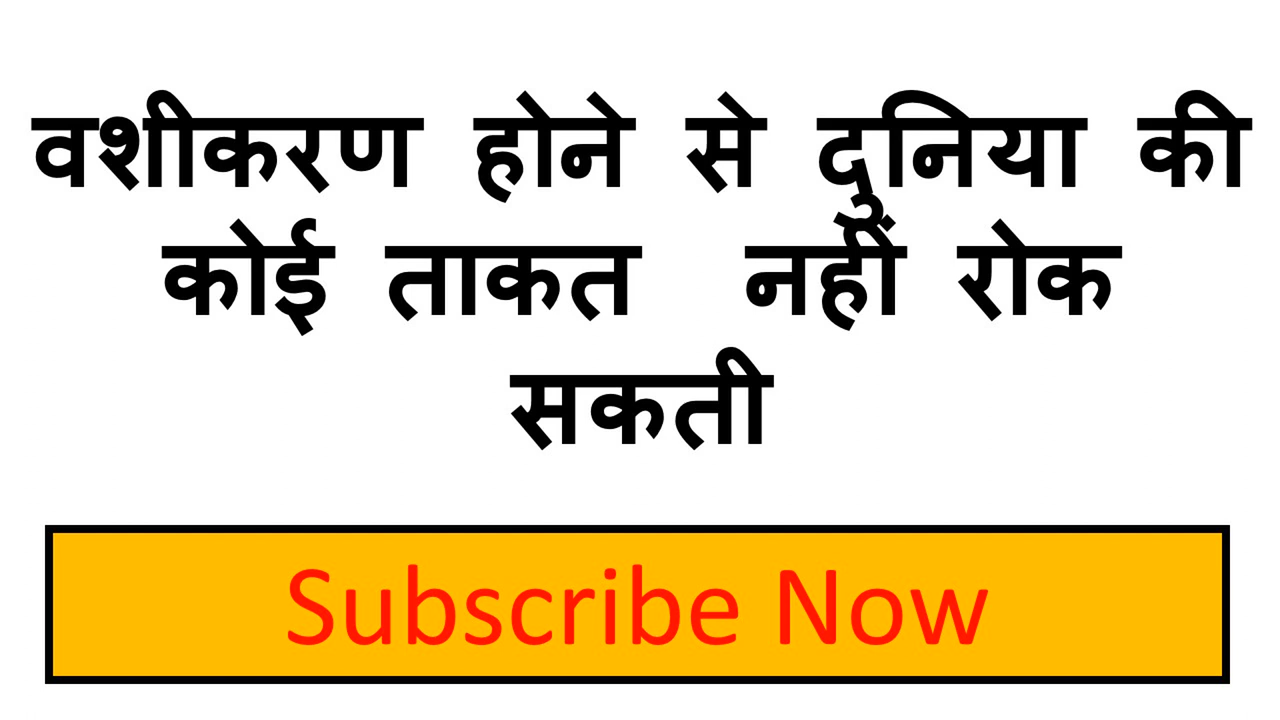 वशीकरण होने से दुनिया की
कोई ताकत नहीं रोक
सकती
Subscribe Now